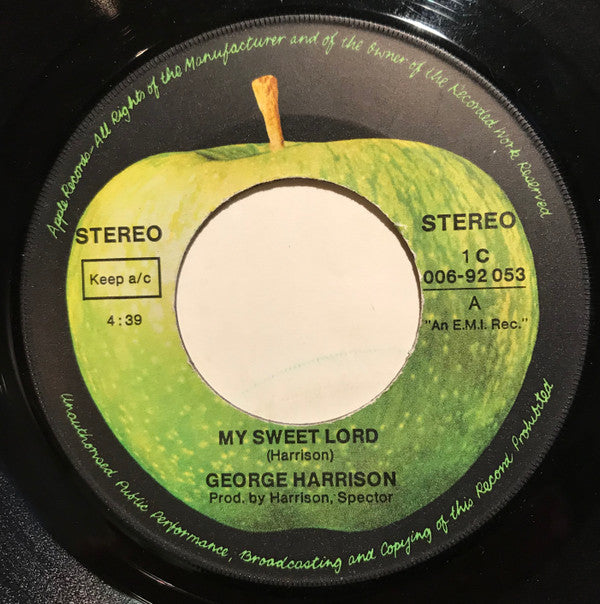 Apple Records-All Rights of the Manufacturer and of the Owner of the Recorded Work Reserved
STEREO
Keep a/c
4:39
STEREO
1 C
006-92 053
A
"An E.M.I. Rec."
MY SWEET LORD
(Harrison)
GEORGE HARRISON
Prod. by Harrison, Spector
Unauthorised Public Performance, Broadcasting and Copying of this Record Prohibited